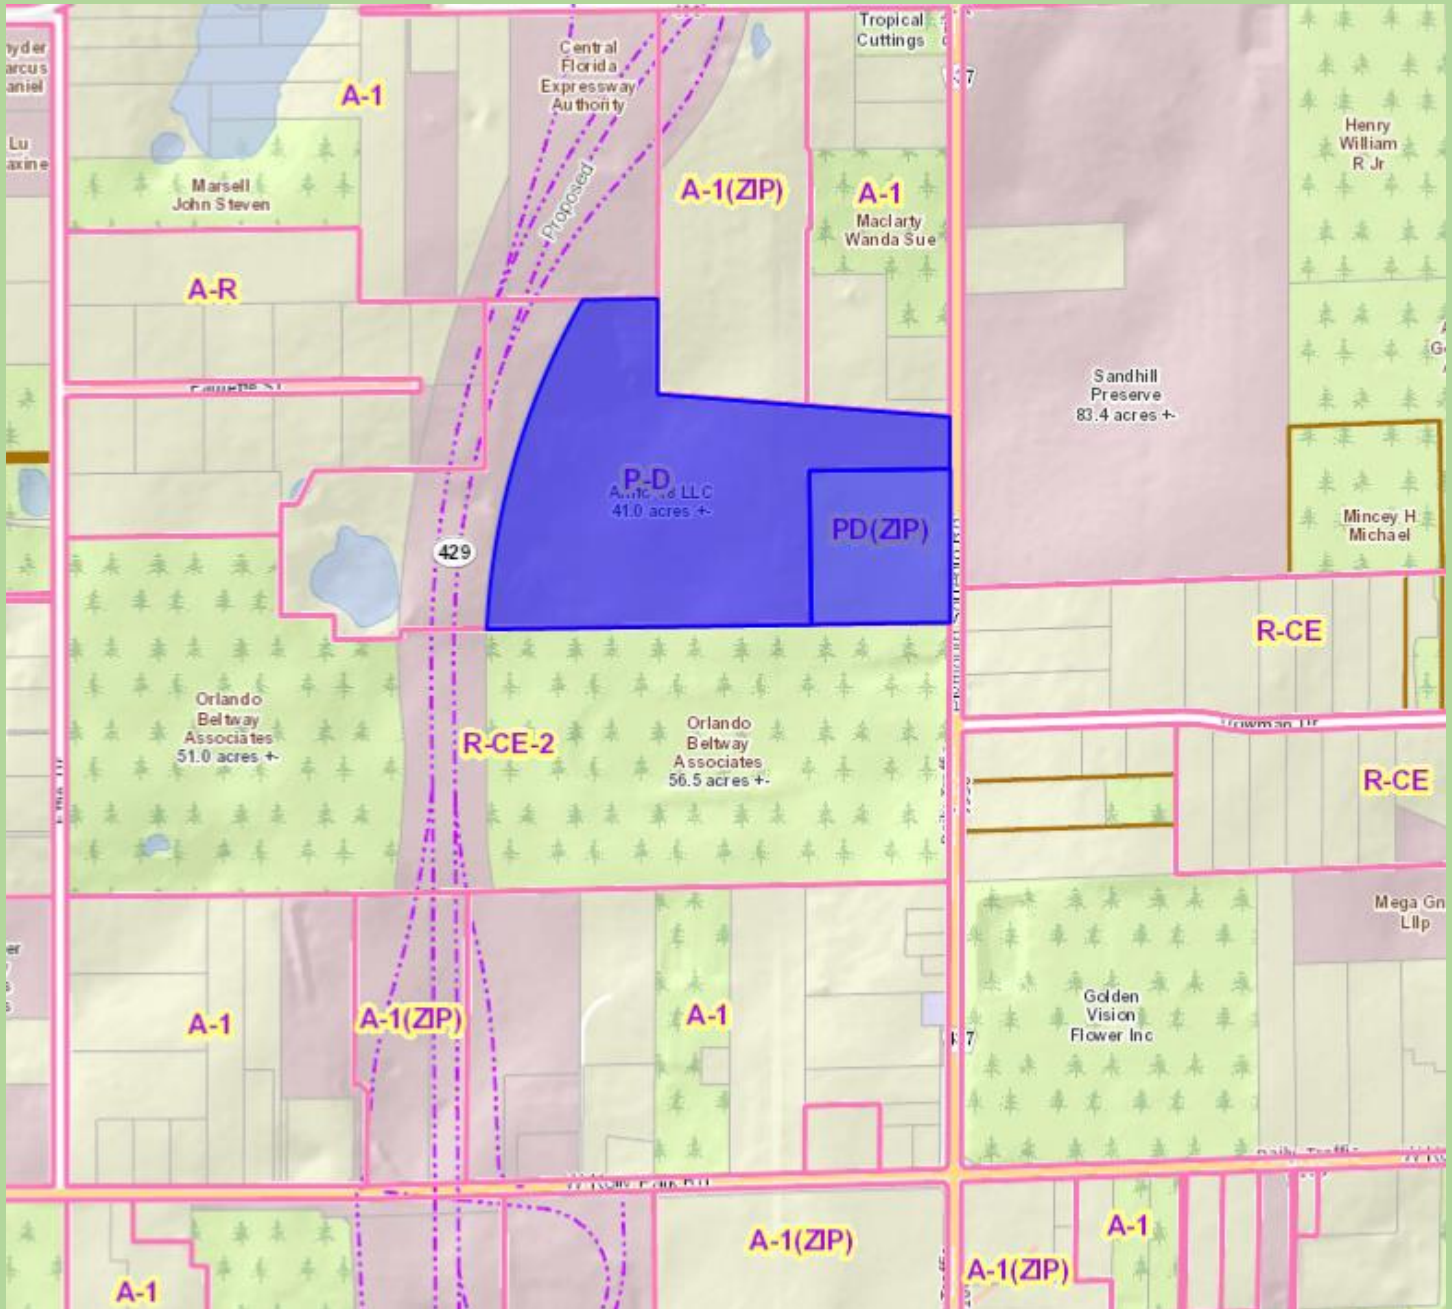 Tropical
Cuttings
Central
Florida
Expressway
Authority
A-1
Lu
Henry
William
R Jr
Marsell
John Steven
Proposed
A-1(ZIP)
A-1
Maclarty
Wanda Sue
A-R
Sandhill
Preserve
83.4 acres +-
P-D
LLC
41.0 acres +-
PD(ZIP)
Mincey H
Michael
429
R-CE
Orlando
Beltway
Associates
51.0 acres +-
R-CE-2
Orlando
Beltway
Associates
56.5 acres +-
R-CE
Mega Gn
Lllp
Golden
Vision
Flower Inc
A-1
A-1(ZIP)
A-1
A-1(ZIP)
A-1
A-1(ZIP)
A-1